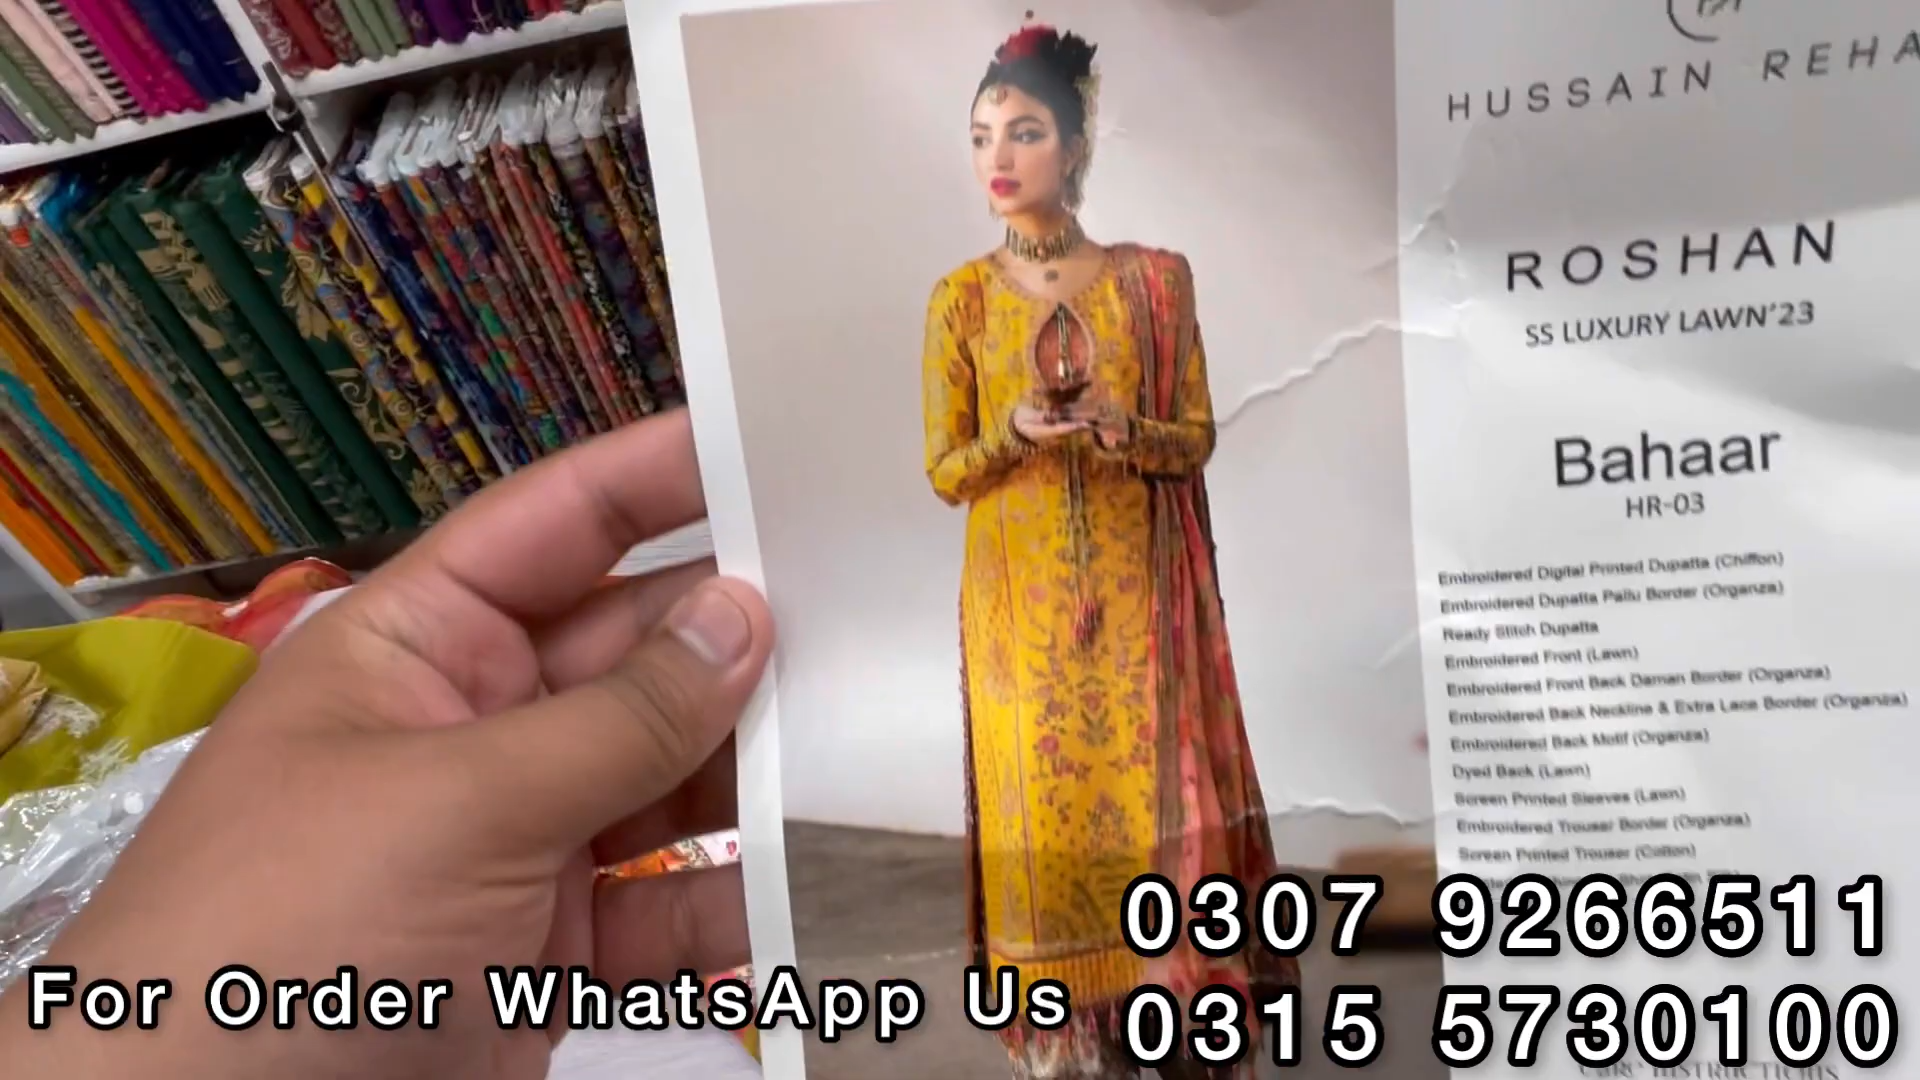 HUSSAIN REHA
ROSHAN
SS LUXURY LAWN'23
Bahaar
HR-03
Embroidered Digital Printed Dupatta (Chiffon)
Embroidered Dupatta Pallu Border (Organza)
Ready Stitch Dupatta
Embroidered Front (Lawn)
Embroidered Front Back Daman Border (Organza)
Embroidered Back Neckline & Extra Lace Border (Organza)
Embroidered Back Motif (Organza)
Dyed Back (Lawn)
Screen Printed Sleeves (Lawn)
Embroidered Trouser Border (Organza)
Screen Printed Trouser (Cotton)
0307 9266511
For Order WhatsApp Us
0315 5730100